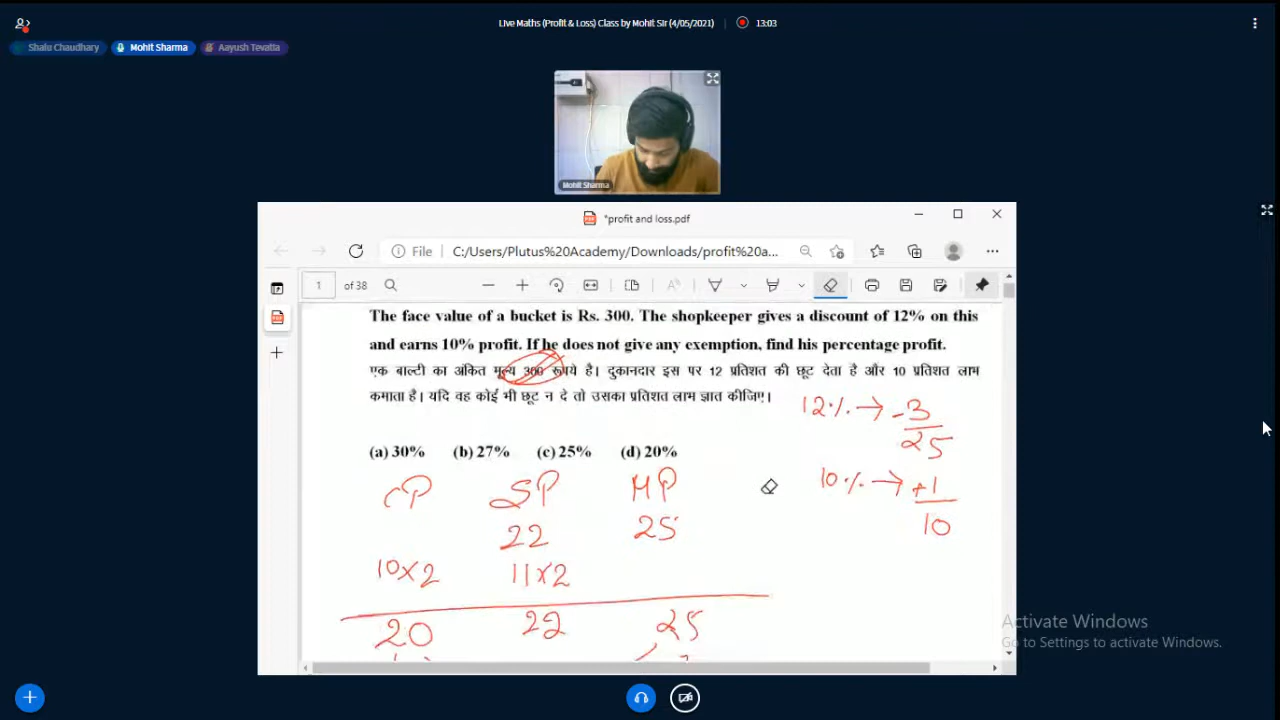 Live Maths (Profit & Loss) Class by Mohit Sir (4/05/2021) 13:03
Shalu Chaudhary Mohit Sharma Aayush Tevatia
Mohit Sharma
*profit and loss.pdf
File C:/Users/Plutus%20Academy/Downloads/profit%20a...
1 of 38
The face value of a bucket is Rs. 300. The shopkeeper gives a discount of 12% on this
and earns 10% profit. If he does not give any exemption, find his percentage profit.
एक बाल्टी का अंकित मूल्य 300 रूपये है। दुकानदार इस पर 12 प्रतिशत की छूट देता है और 10 प्रतिशत लाभ
कमाता है। यदि वह कोई भी छूट न दे तो उसका प्रतिशत लाभ ज्ञात कीजिए।
12% → -3/25
(a) 30% (b) 27% (c) 25% (d) 20%
10% → +1/10
CP SP MP
22 25
10×2 11×2
20 22 25
Activate Windows
Go to Settings to activate Windows.